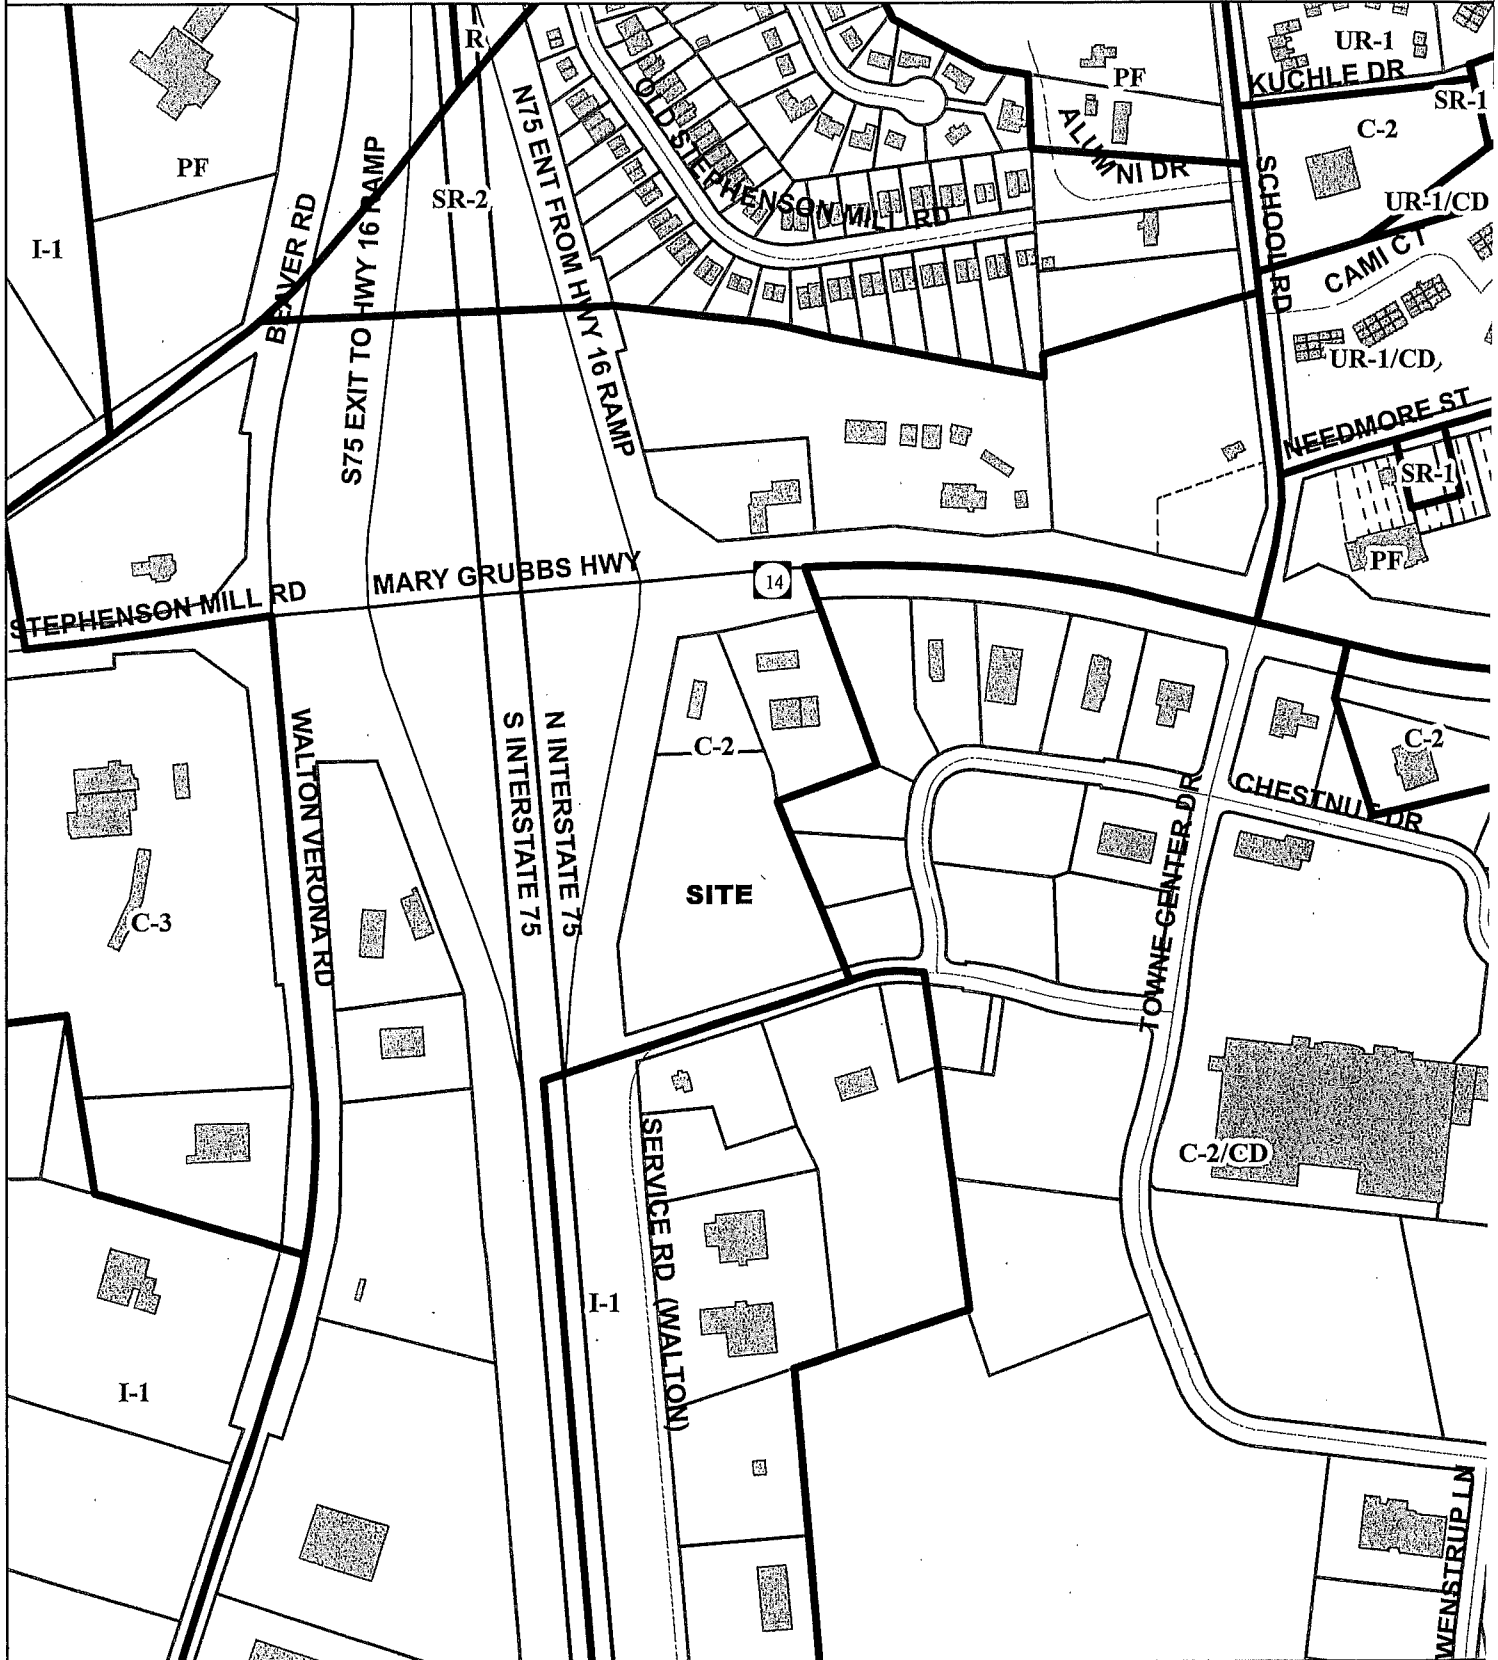 R
UR-1
PF
KUCHLE DR
SR-1
C-2
PF
N75 ENT FROM HWY 16 RAMP
OLD STEPHENSON MILL RD
ALUMNI DR
SCHOOL RD
UR-1/CD
SR-2
I-1
BEAVER RD
S75 EXIT TO HWY 16 RAMP
CAMI CT
UR-1/CD
NEEDMORE ST
SR-1
PF
STEPHENSON MILL RD
MARY GRUBBS HWY
14
C-2
C-2
WALTON VERONA RD
S INTERSTATE 75
N INTERSTATE 75
CHESTNUT DR
TOWNE CENTER DR
SITE
C-3
SERVICE RD (WALTON)
C-2/CD
I-1
I-1
WENSTRUP LN